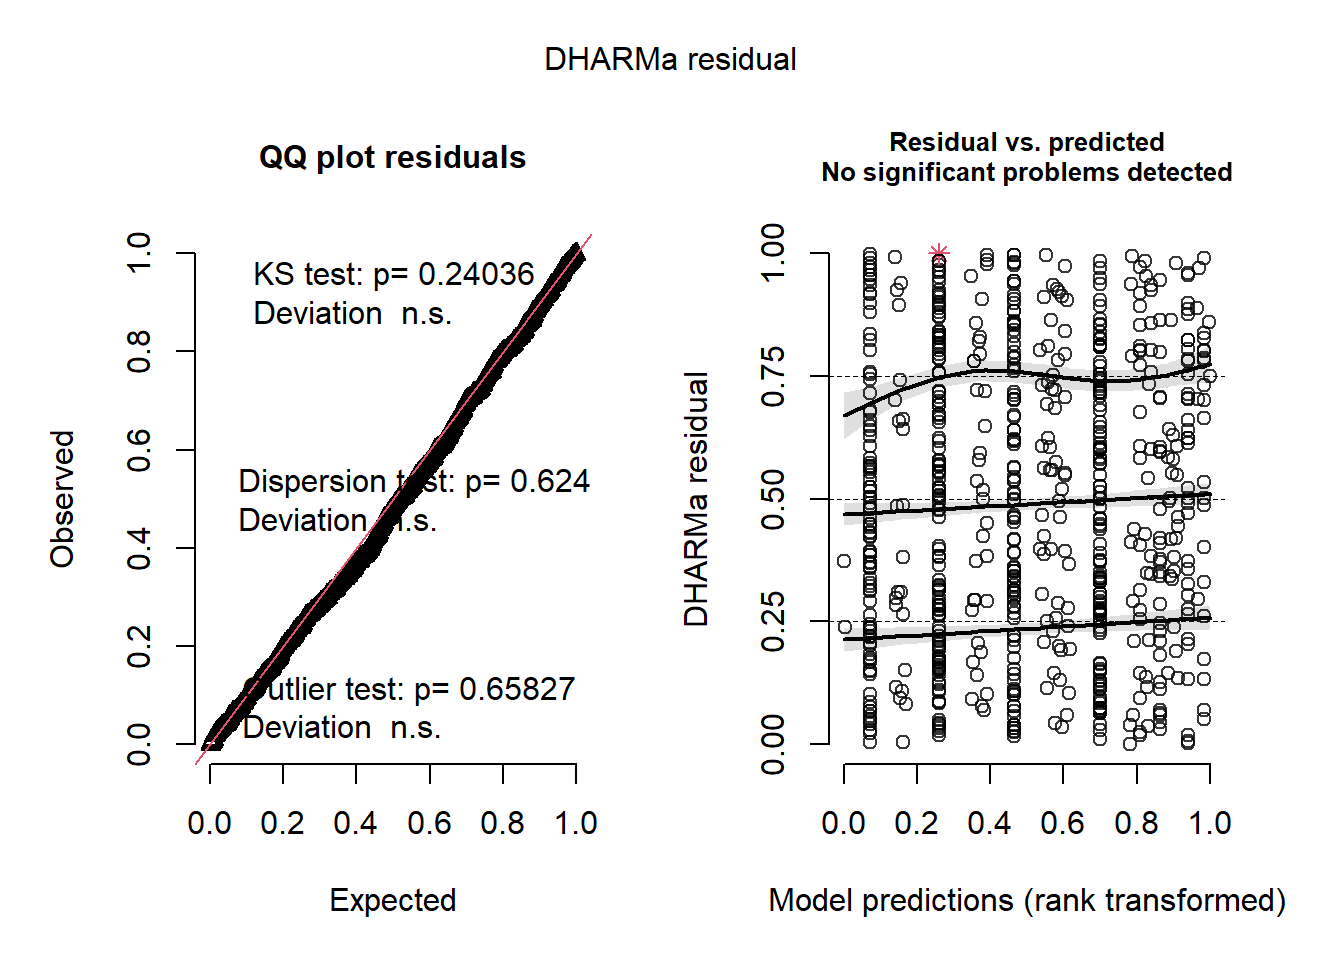 DHARMa residual
QQ plot residuals
KS test: p= 0.24036
Deviation  n.s.
Dispersion test: p= 0.624
Deviation  n.s.
Outlier test: p= 0.65827
Deviation  n.s.
Observed
0.0 0.2 0.4 0.6 0.8 1.0
0.0 0.2 0.4 0.6 0.8 1.0
Expected
Residual vs. predicted
No significant problems detected
DHARMa residual
0.00 0.25 0.50 0.75 1.00
0.0 0.2 0.4 0.6 0.8 1.0
Model predictions (rank transformed)